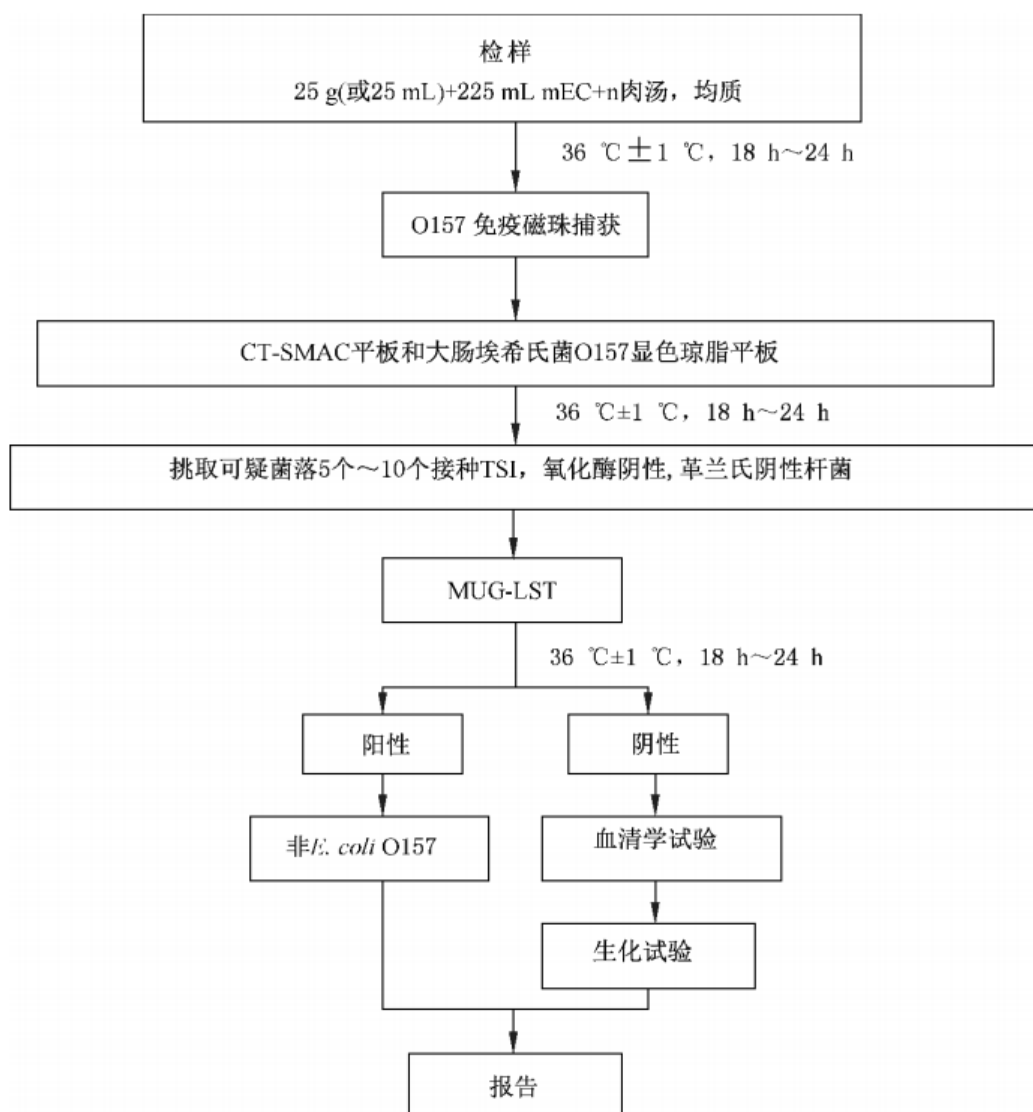 检样
25 g(或25 mL)+225 mL mEC+n肉汤，均质
36 ℃±1 ℃，18 h～24 h
O157 免疫磁珠捕获
CT-SMAC平板和大肠埃希氏菌O157显色琼脂平板
36 ℃±1 ℃，18 h～24 h
挑取可疑菌落5个～10个接种TSI，氧化酶阴性,革兰氏阴性杆菌
MUG-LST
36 ℃±1 ℃，18 h～24 h
阳性
阴性
非E. coli O157
血清学试验
生化试验
报告